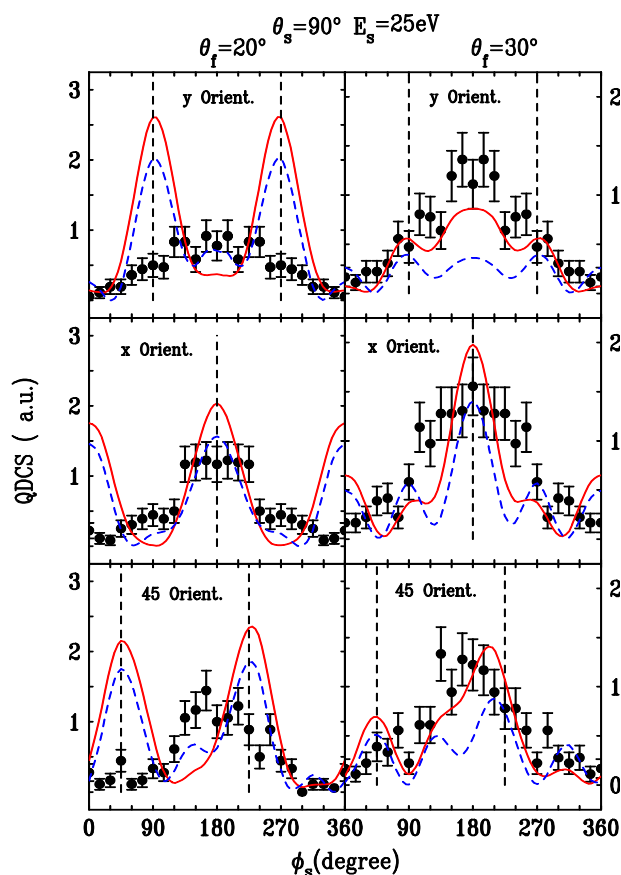 θs=90° Es=25eV
θf=20° θf=30°
3 y Orient. y Orient. 2
2
1 1
x Orient. x Orient. 2
3
2
1 1
45 Orient. 45 Orient. 2
3
2
1 1
0
0 90 180 270 360 90 180 270 360
QDCS ( a.u.)
ϕs(degree)